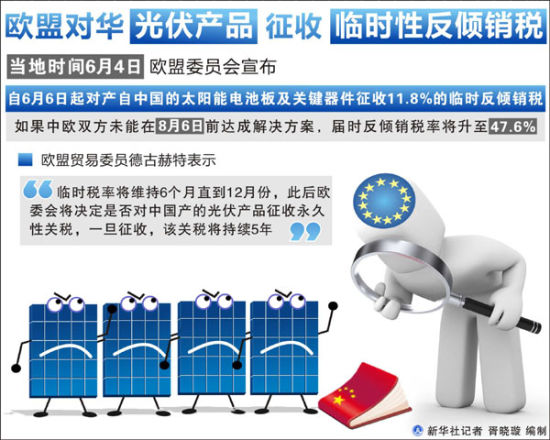 欧盟对华 光伏产品 征收 临时性反倾销税
当地时间6月4日 欧盟委员会宣布
自6月6日起对产自中国的太阳能电池板及关键器件征收11.8%的临时反倾销税
如果中欧双方未能在8月6日前达成解决方案，届时反倾销税率将升至47.6%
欧盟贸易委员德古赫特表示
临时税率将维持6个月直到12月份，此后欧
委会将决定是否对中国产的光伏产品征收永久
性关税，一旦征收，该关税将持续5年
新华社记者 胥晓璇 编制